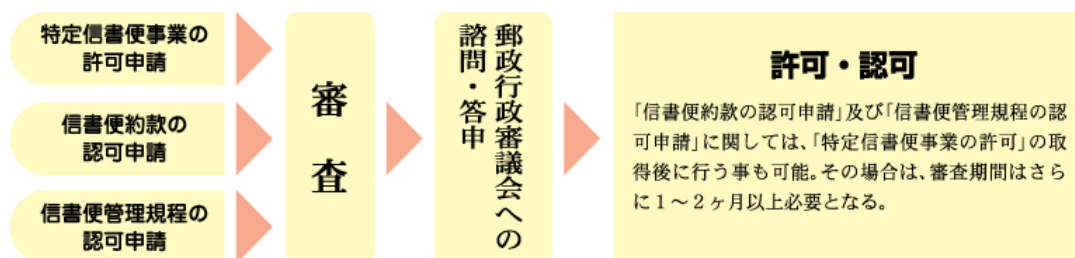 特定信書便事業の
許可申請
信書便約款の
認可申請
信書便管理規程の
認可申請
審査
郵政行政審議会への
諮問・答申
許可・認可
「信書便約款の認可申請」及び「信書便管理規程の認
可申請」に関しては、「特定信書便事業の許可」の取
得後に行う事も可能。その場合は、審査期間はさら
に1～2ヶ月以上必要となる。